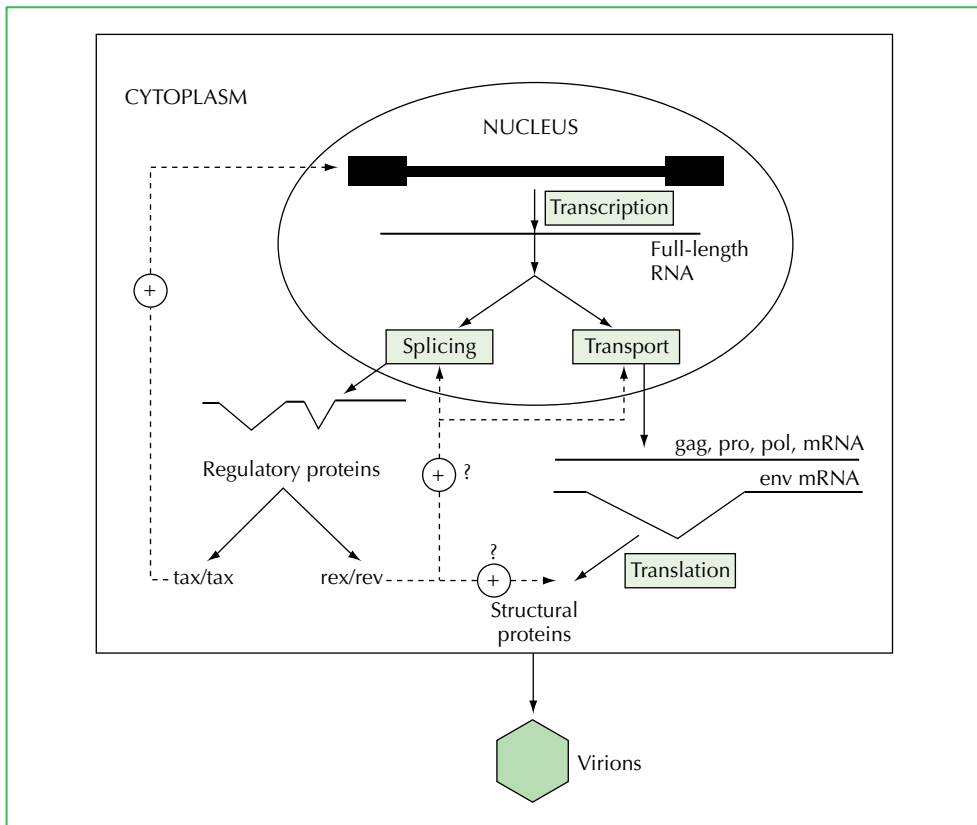 CYTOPLASM
NUCLEUS
Transcription
Full-length
RNA
Splicing
Transport
gag, pro, pol, mRNA
env mRNA
Regulatory proteins
+
+
?
tax/tax
rex/rev
?
+
Translation
Structural
proteins
Virions